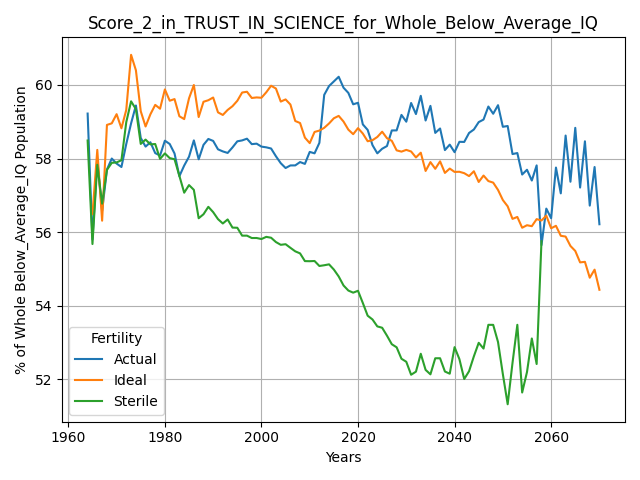 Score_2_in_TRUST_IN_SCIENCE_for_Whole_Below_Average_IQ
% of Whole Below_Average_IQ Population
60
58
56
54
52
Fertility
Actual
Ideal
Sterile
1960
1980
2000
2020
2040
2060
Years